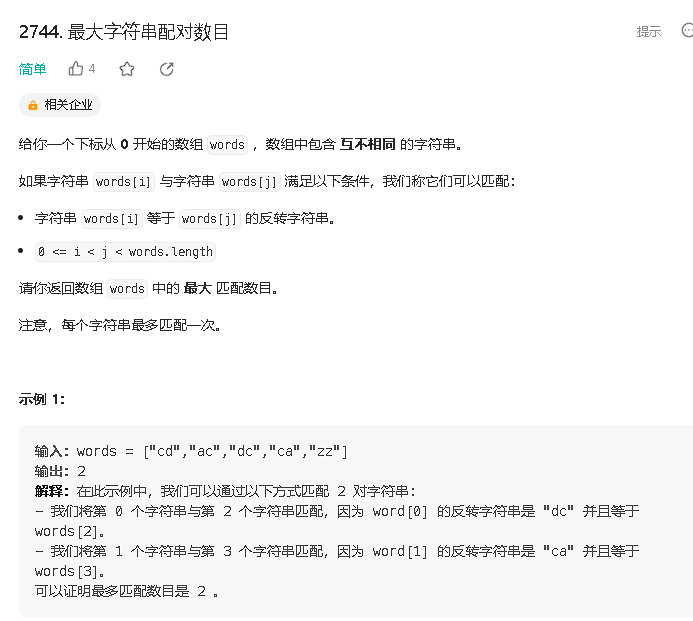 2744. 最大字符串配对数目
提示
简单 4
相关企业
给你一个下标从 0 开始的数组 words ，数组中包含 互不相同 的字符串。
如果字符串 words[i] 与字符串 words[j] 满足以下条件，我们称它们可以匹配：
• 字符串 words[i] 等于 words[j] 的反转字符串。
• 0 <= i < j < words.length
请你返回数组 words 中的 最大 匹配数目。
注意，每个字符串最多匹配一次。
示例 1：
输入：words = ["cd","ac","dc","ca","zz"]
输出：2
解释：在此示例中，我们可以通过以下方式匹配 2 对字符串：
- 我们将第 0 个字符串与第 2 个字符串匹配，因为 word[0] 的反转字符串是 "dc" 并且等于
words[2]。
- 我们将第 1 个字符串与第 3 个字符串匹配，因为 word[1] 的反转字符串是 "ca" 并且等于
words[3]。
可以证明最多匹配数目是 2 。